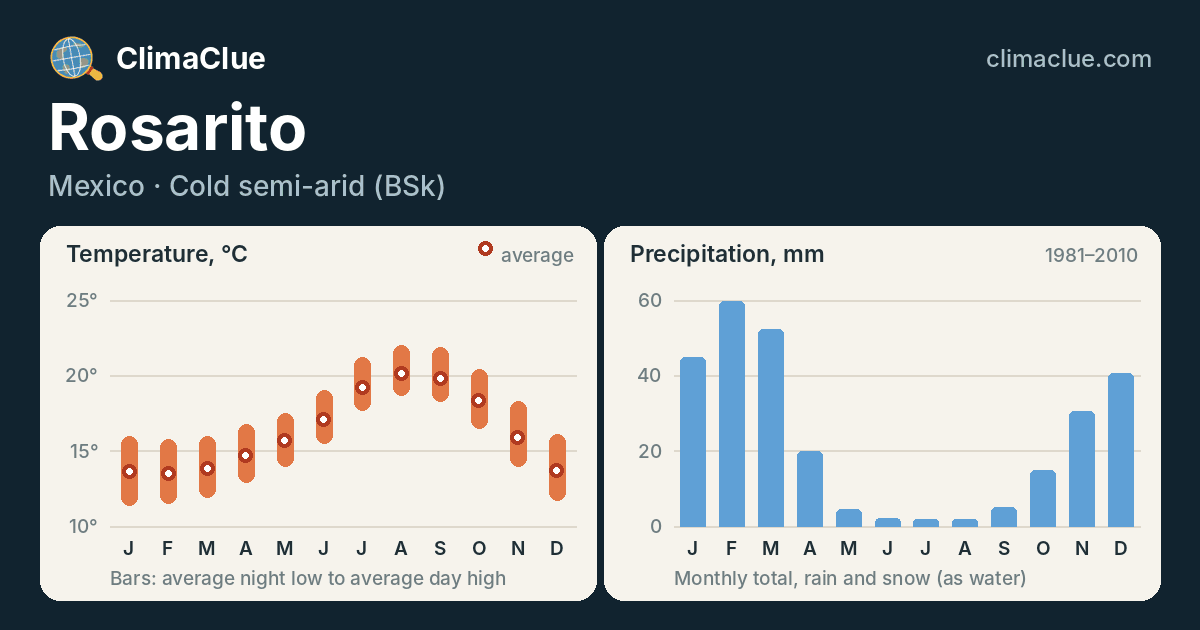 ClimaClue
climaclue.com
Rosarito
Mexico · Cold semi-arid (BSk)
Temperature, °C
average
25°
20°
15°
10°
J F M A M J J A S O N D
Bars: average night low to average day high
Precipitation, mm
1981–2010
60
40
20
0
J F M A M J J A S O N D
Monthly total, rain and snow (as water)